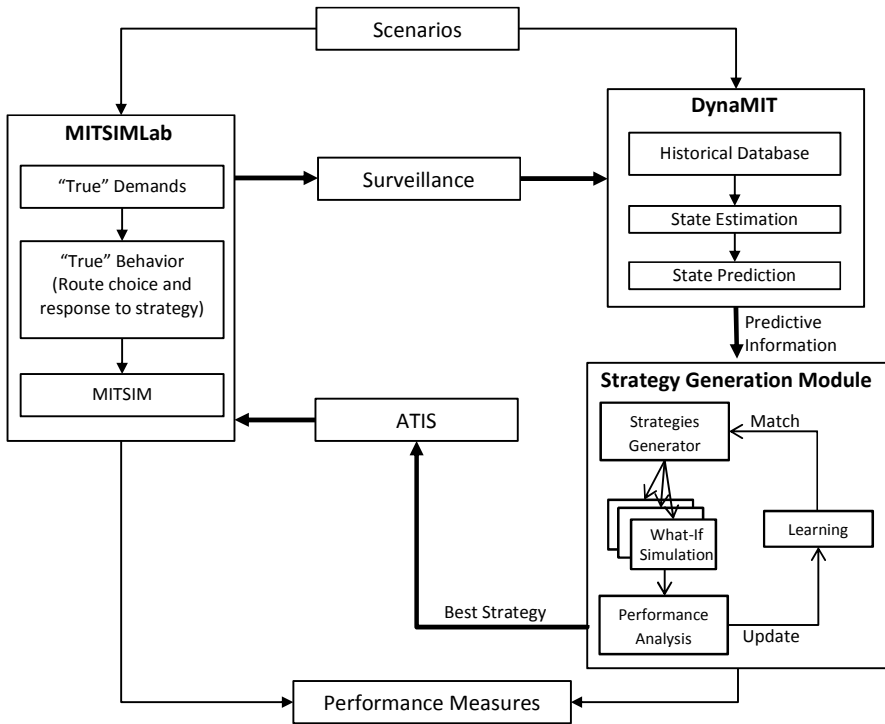 Scenarios
MITSIMLab
"True" Demands
"True" Behavior
(Route choice and
response to strategy)
MITSIM
Surveillance
DynaMIT
Historical Database
State Estimation
State Prediction
Predictive
Information
Strategy Generation Module
Strategies
Generator
Match
Learning
What-If
Simulation
Performance
Analysis
Update
ATIS
Best Strategy
Performance Measures